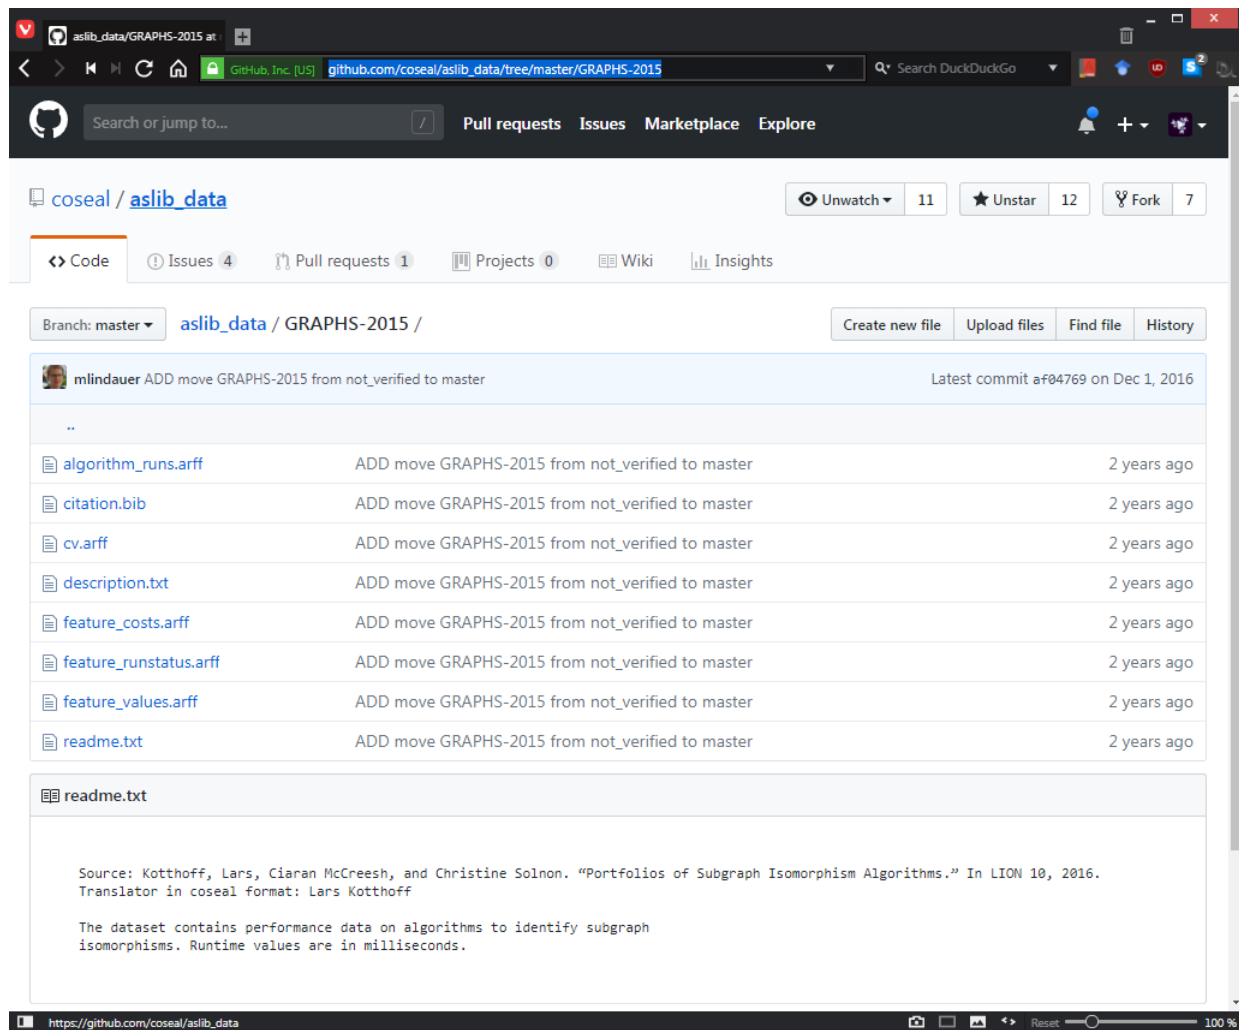 aslib_data/GRAPHS-2015 at
GitHub, Inc. [US] github.com/coseal/aslib_data/tree/master/GRAPHS-2015 Search DuckDuckGo 2
Search or jump to... / Pull requests Issues Marketplace Explore
coseal / aslib_data Unwatch 11 Unstar 12 Fork 7
Code Issues 4 Pull requests 1 Projects 0 Wiki Insights
Branch: master aslib_data / GRAPHS-2015 / Create new file Upload files Find file History
mlindauer ADD move GRAPHS-2015 from not_verified to master Latest commit af04769 on Dec 1, 2016
..
algorithm_runs.arff ADD move GRAPHS-2015 from not_verified to master 2 years ago
citation.bib ADD move GRAPHS-2015 from not_verified to master 2 years ago
cv.arff ADD move GRAPHS-2015 from not_verified to master 2 years ago
description.txt ADD move GRAPHS-2015 from not_verified to master 2 years ago
feature_costs.arff ADD move GRAPHS-2015 from not_verified to master 2 years ago
feature_runstatus.arff ADD move GRAPHS-2015 from not_verified to master 2 years ago
feature_values.arff ADD move GRAPHS-2015 from not_verified to master 2 years ago
readme.txt ADD move GRAPHS-2015 from not_verified to master 2 years ago
readme.txt
Source: Kotthoff, Lars, Ciaran McCreesh, and Christine Solnon. “Portfolios of Subgraph Isomorphism Algorithms.” In LION 10, 2016.
Translator in coseal format: Lars Kotthoff
The dataset contains performance data on algorithms to identify subgraph
isomorphisms. Runtime values are in milliseconds.
https://github.com/coseal/aslib_data Reset 100 %